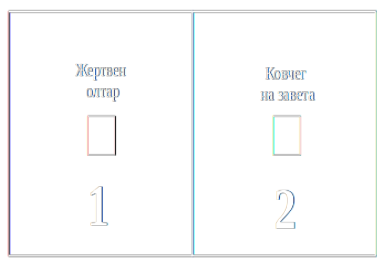 Жертвен
олтар
1
Ковчег
на завета
2